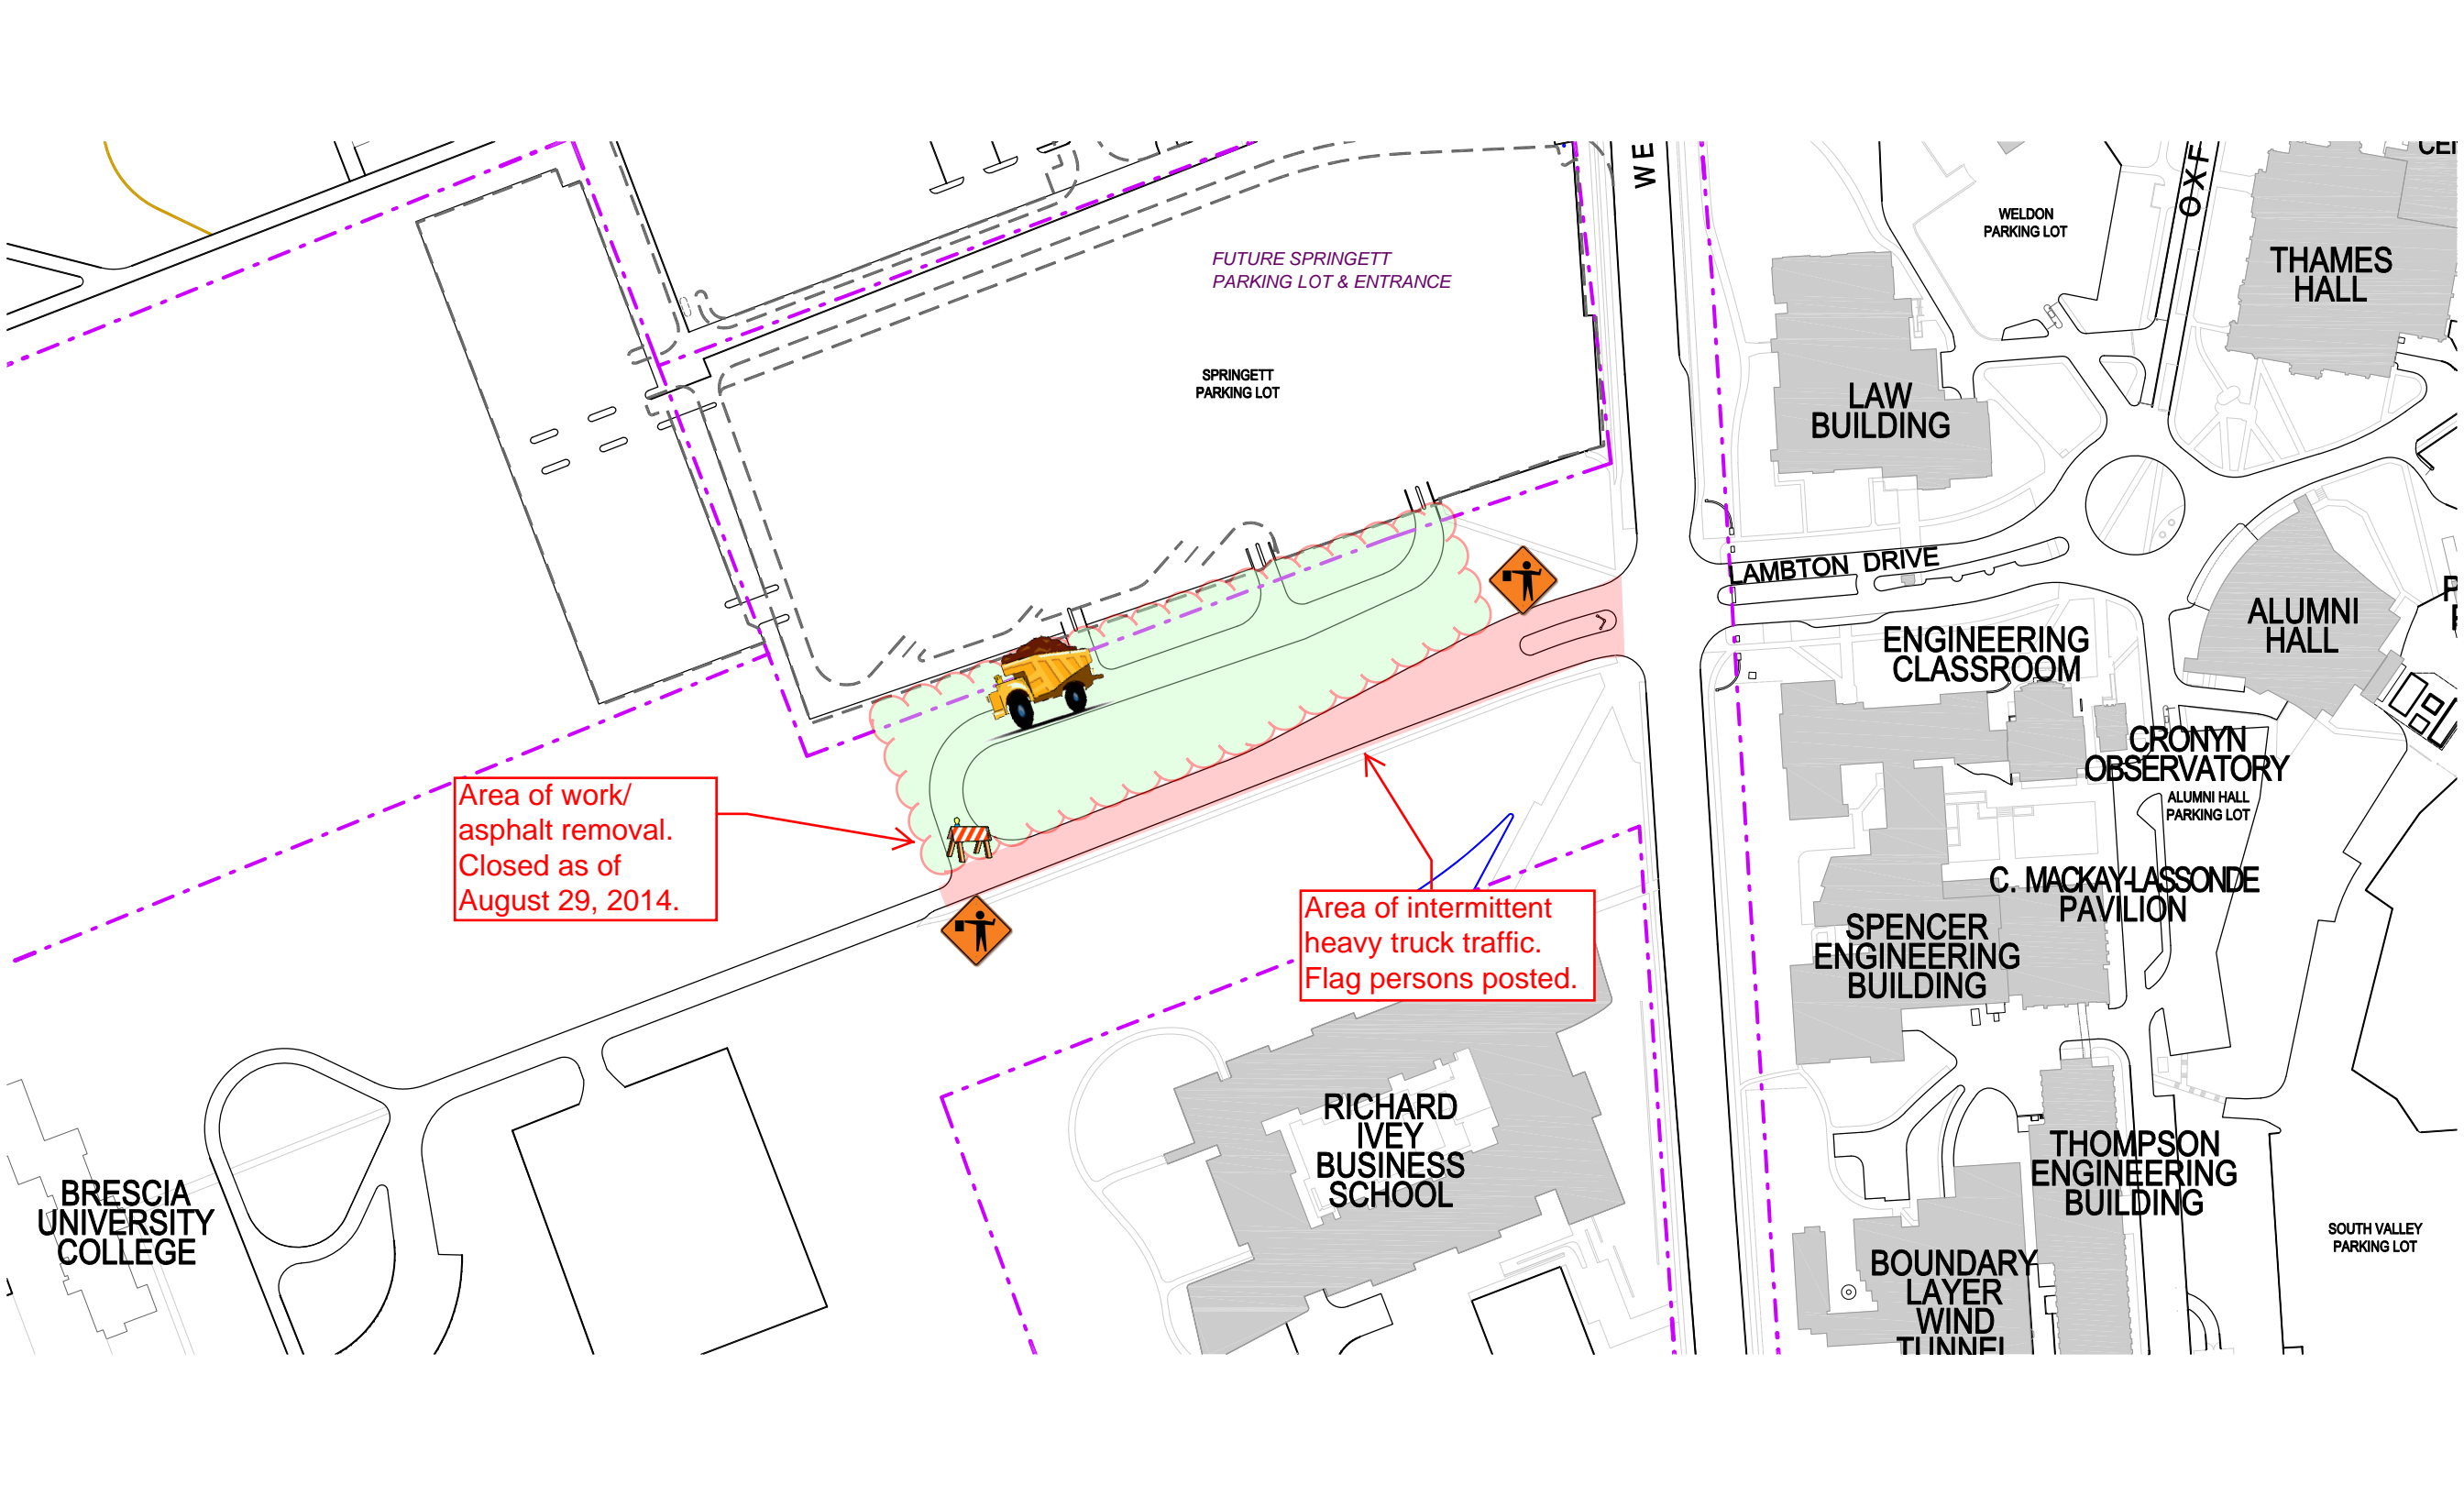 WE
OXF
CEN
WELDON
PARKING LOT
THAMES
HALL
FUTURE SPRINGETT
PARKING LOT & ENTRANCE
SPRINGETT
PARKING LOT
LAW
BUILDING
LAMBTON DRIVE
ALUMNI
HALL
ENGINEERING
CLASSROOM
CRONYN
OBSERVATORY
ALUMNI HALL
PARKING LOT
Area of work/
asphalt removal.
Closed as of
August 29, 2014.
Area of intermittent
heavy truck traffic.
Flag persons posted.
C. MACKAY-LASSONDE
PAVILION
SPENCER
ENGINEERING
BUILDING
RICHARD
IVEY
BUSINESS
SCHOOL
THOMPSON
ENGINEERING
BUILDING
BRESCIA
UNIVERSITY
COLLEGE
SOUTH VALLEY
PARKING LOT
BOUNDARY
LAYER
WIND
TUNNEL